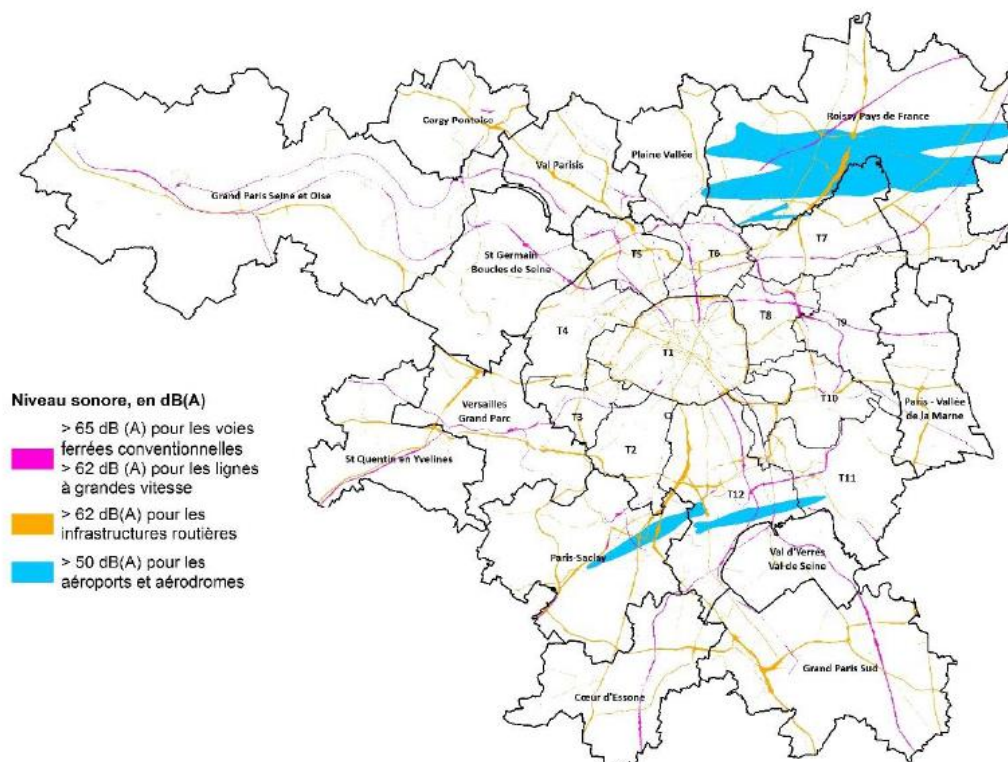 Cergy Pontoise
Roissy Pays de France
Val Parisis
Plaine Vallée
Grand Paris Seine et Oise
T7
St Germain
Boucles de Seine
T5
T6
T4
T8
T9
T1
Niveau sonore, en dB(A)
> 65 dB (A) pour les voies
ferrées conventionnelles
> 62 dB (A) pour les lignes
à grandes vitesse
> 62 dB(A) pour les
infrastructures routières
> 50 dB(A) pour les
aéroports et aérodromes
Versailles
Grand Parc
T3
T10
Paris - Vallée
de la Marne
St Quentin en Yvelines
T2
T11
T12
Paris-Saclay
Val d'Yerres
Val de Seine
Grand Paris Sud
Cœur d'Essone